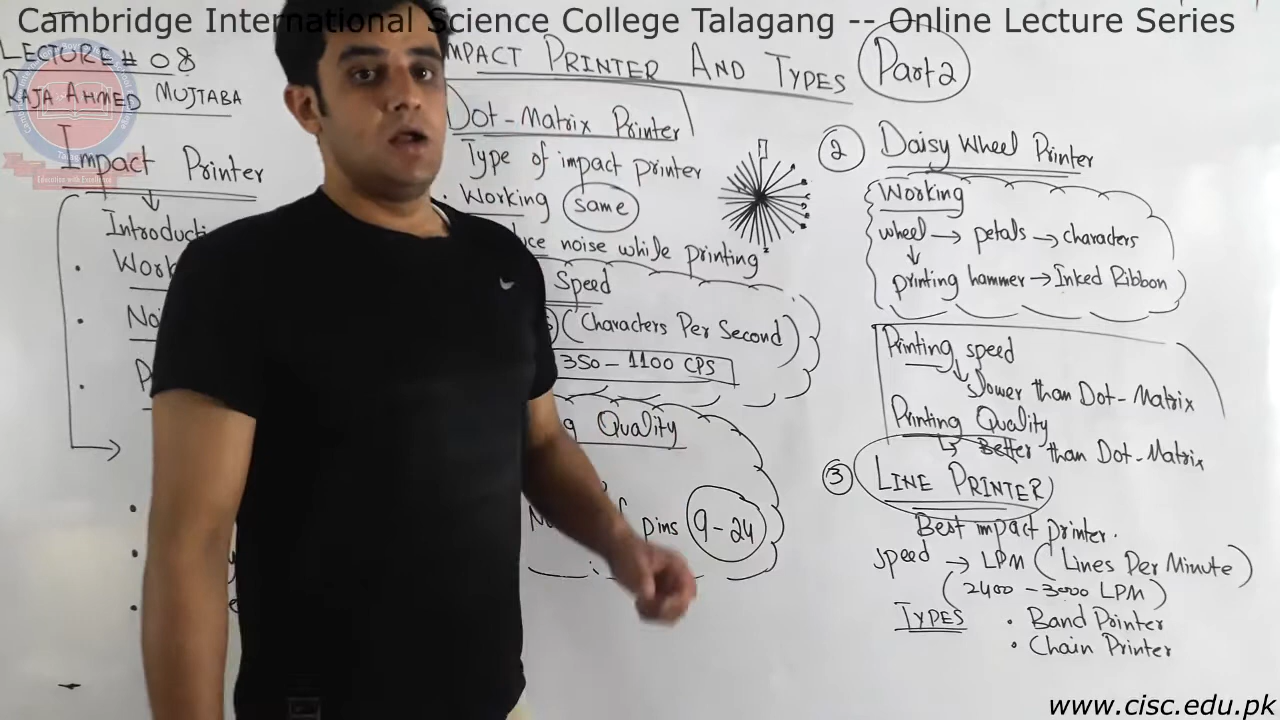 Cambridge International Science College Talagang -- Online Lecture Series
LECTURE # 08
RAJA AHMED MUJTABA
IMPACT PRINTER AND TYPES
Part 2
Impact Printer
Introducti
Work
No
P
Dot-Matrix Printer
Type of impact printer
Working same
uce noise while printing
Speed
(Characters Per Second)
350 - 1100 CPS
g Quality
pins 9-24
2 Daisy Wheel Printer
Working
wheel → petals → characters
printing hammer → Inked Ribbon
Printing speed
slower than Dot-Matrix
Printing Quality
Better than Dot-Matrix
3 LINE PRINTER
Best impact printer.
speed → LPM (Lines Per Minute)
(2400 - 3000 LPM)
TYPES • Band Printer
• Chain Printer
Education with Excellence
www.cisc.edu.pk